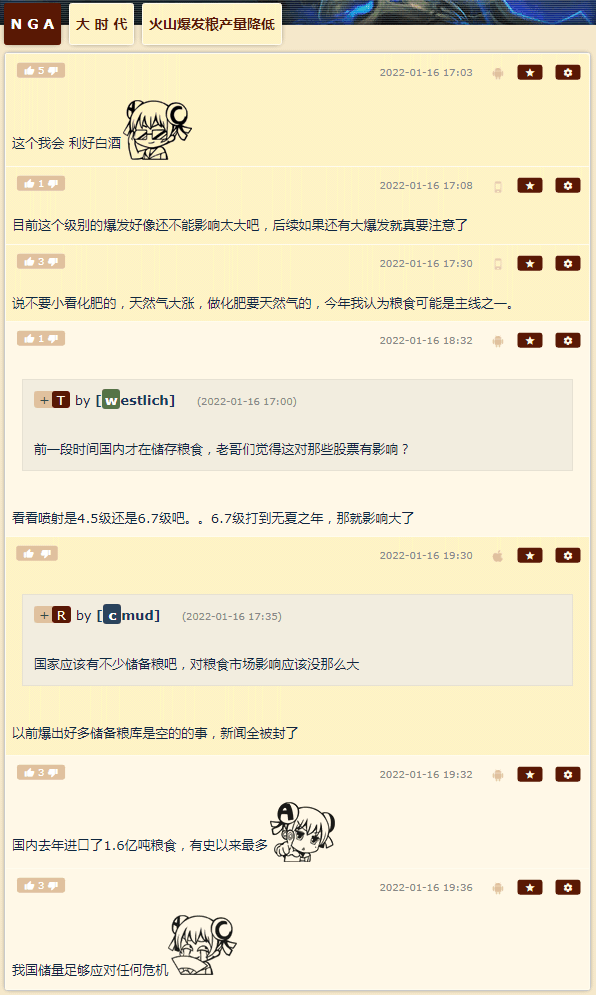 NGA 大时代 火山爆发粮产量降低
5 2022-01-16 17:03
这个我会 利好白酒
1 2022-01-16 17:08
目前这个级别的爆发好像还不能影响太大吧，后续如果还有大爆发就真要注意了
3 2022-01-16 17:30
说不要小看化肥的，天然气大涨，做化肥要天然气的，今年我认为粮食可能是主线之一。
1 2022-01-16 18:32
+T by [westlich] (2022-01-16 17:00)
前一段时间国内才在储存粮食，老哥们觉得这对那些股票有影响？
看看喷射是4.5级还是6.7级吧。。6.7级打到无夏之年，那就影响大了
2022-01-16 19:30
+R by [cmud] (2022-01-16 17:35)
国家应该有不少储备粮吧，对粮食市场影响应该没那么大
以前爆出好多储备粮库是空的的事，新闻全被封了
3 2022-01-16 19:32
国内去年进口了1.6亿吨粮食，有史以来最多
3 2022-01-16 19:36
我国储量足够应对任何危机